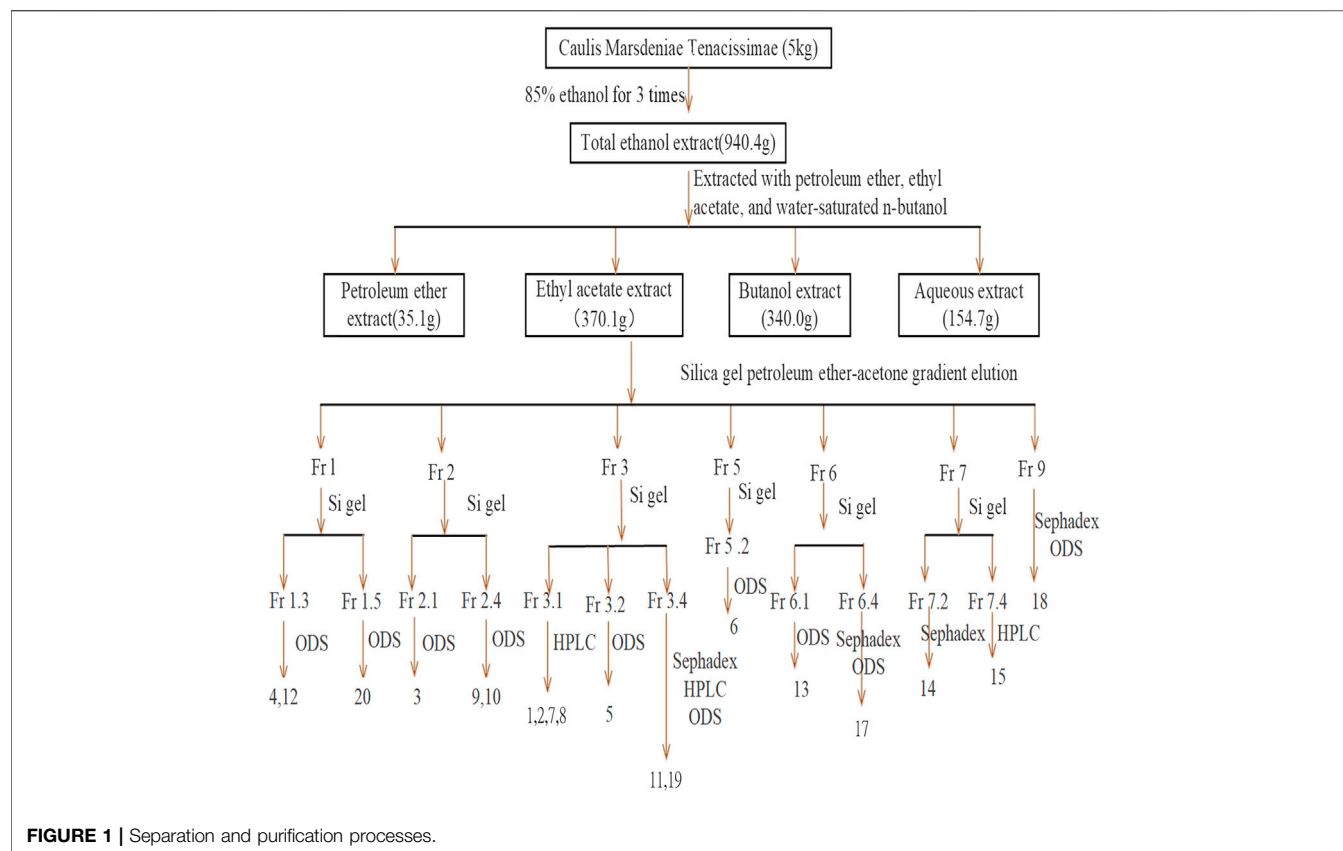 Caulis Marsdeniae Tenacissimae (5kg)
85% ethanol for 3 times
Total ethanol extract(940.4g)
Extracted with petroleum ether, ethyl
acetate, and water-saturated n-butanol
Petroleum ether
extract(35.1g)
Ethyl acetate extract
(370.1g）
Butanol extract
(340.0g)
Aqueous extract
(154.7g)
Silica gel petroleum ether-acetone gradient elution
Fr 1
Fr 2
Fr 3
Fr 5
Fr 6
Fr 7
Fr 9
Si gel
Si gel
Si gel
Si gel
Si gel
Si gel
Sephadex
ODS
Fr 5 .2
Fr 1.3
Fr 1.5
Fr 2.1
Fr 2.4
Fr 3.1
Fr 3.2
Fr 3.4
ODS
Fr 6.1
Fr 6.4
Fr 7.2
Fr 7.4
18
ODS
ODS
ODS
ODS
HPLC
ODS
Sephadex
HPLC
ODS
6
ODS
Sephadex
ODS
Sephadex
HPLC
4,12
20
3
9,10
1,2,7,8
5
11,19
13
17
14
15
FIGURE 1 | Separation and purification processes.